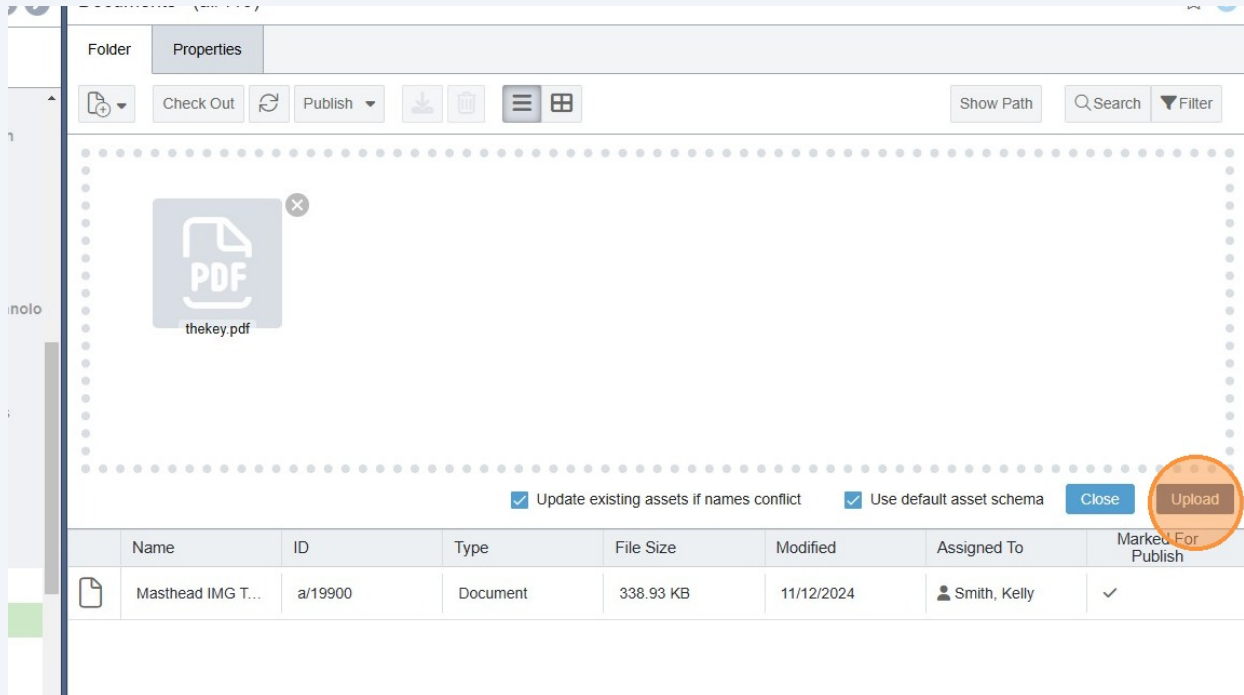 Folder Properties
Check Out Publish Show Path Search Filter
PDF
thekey.pdf
Update existing assets if names conflict Use default asset schema Close Upload
Name ID Type File Size Modified Assigned To Marked For Publish
Masthead IMG T... a/19900 Document 338.93 KB 11/12/2024 Smith, Kelly